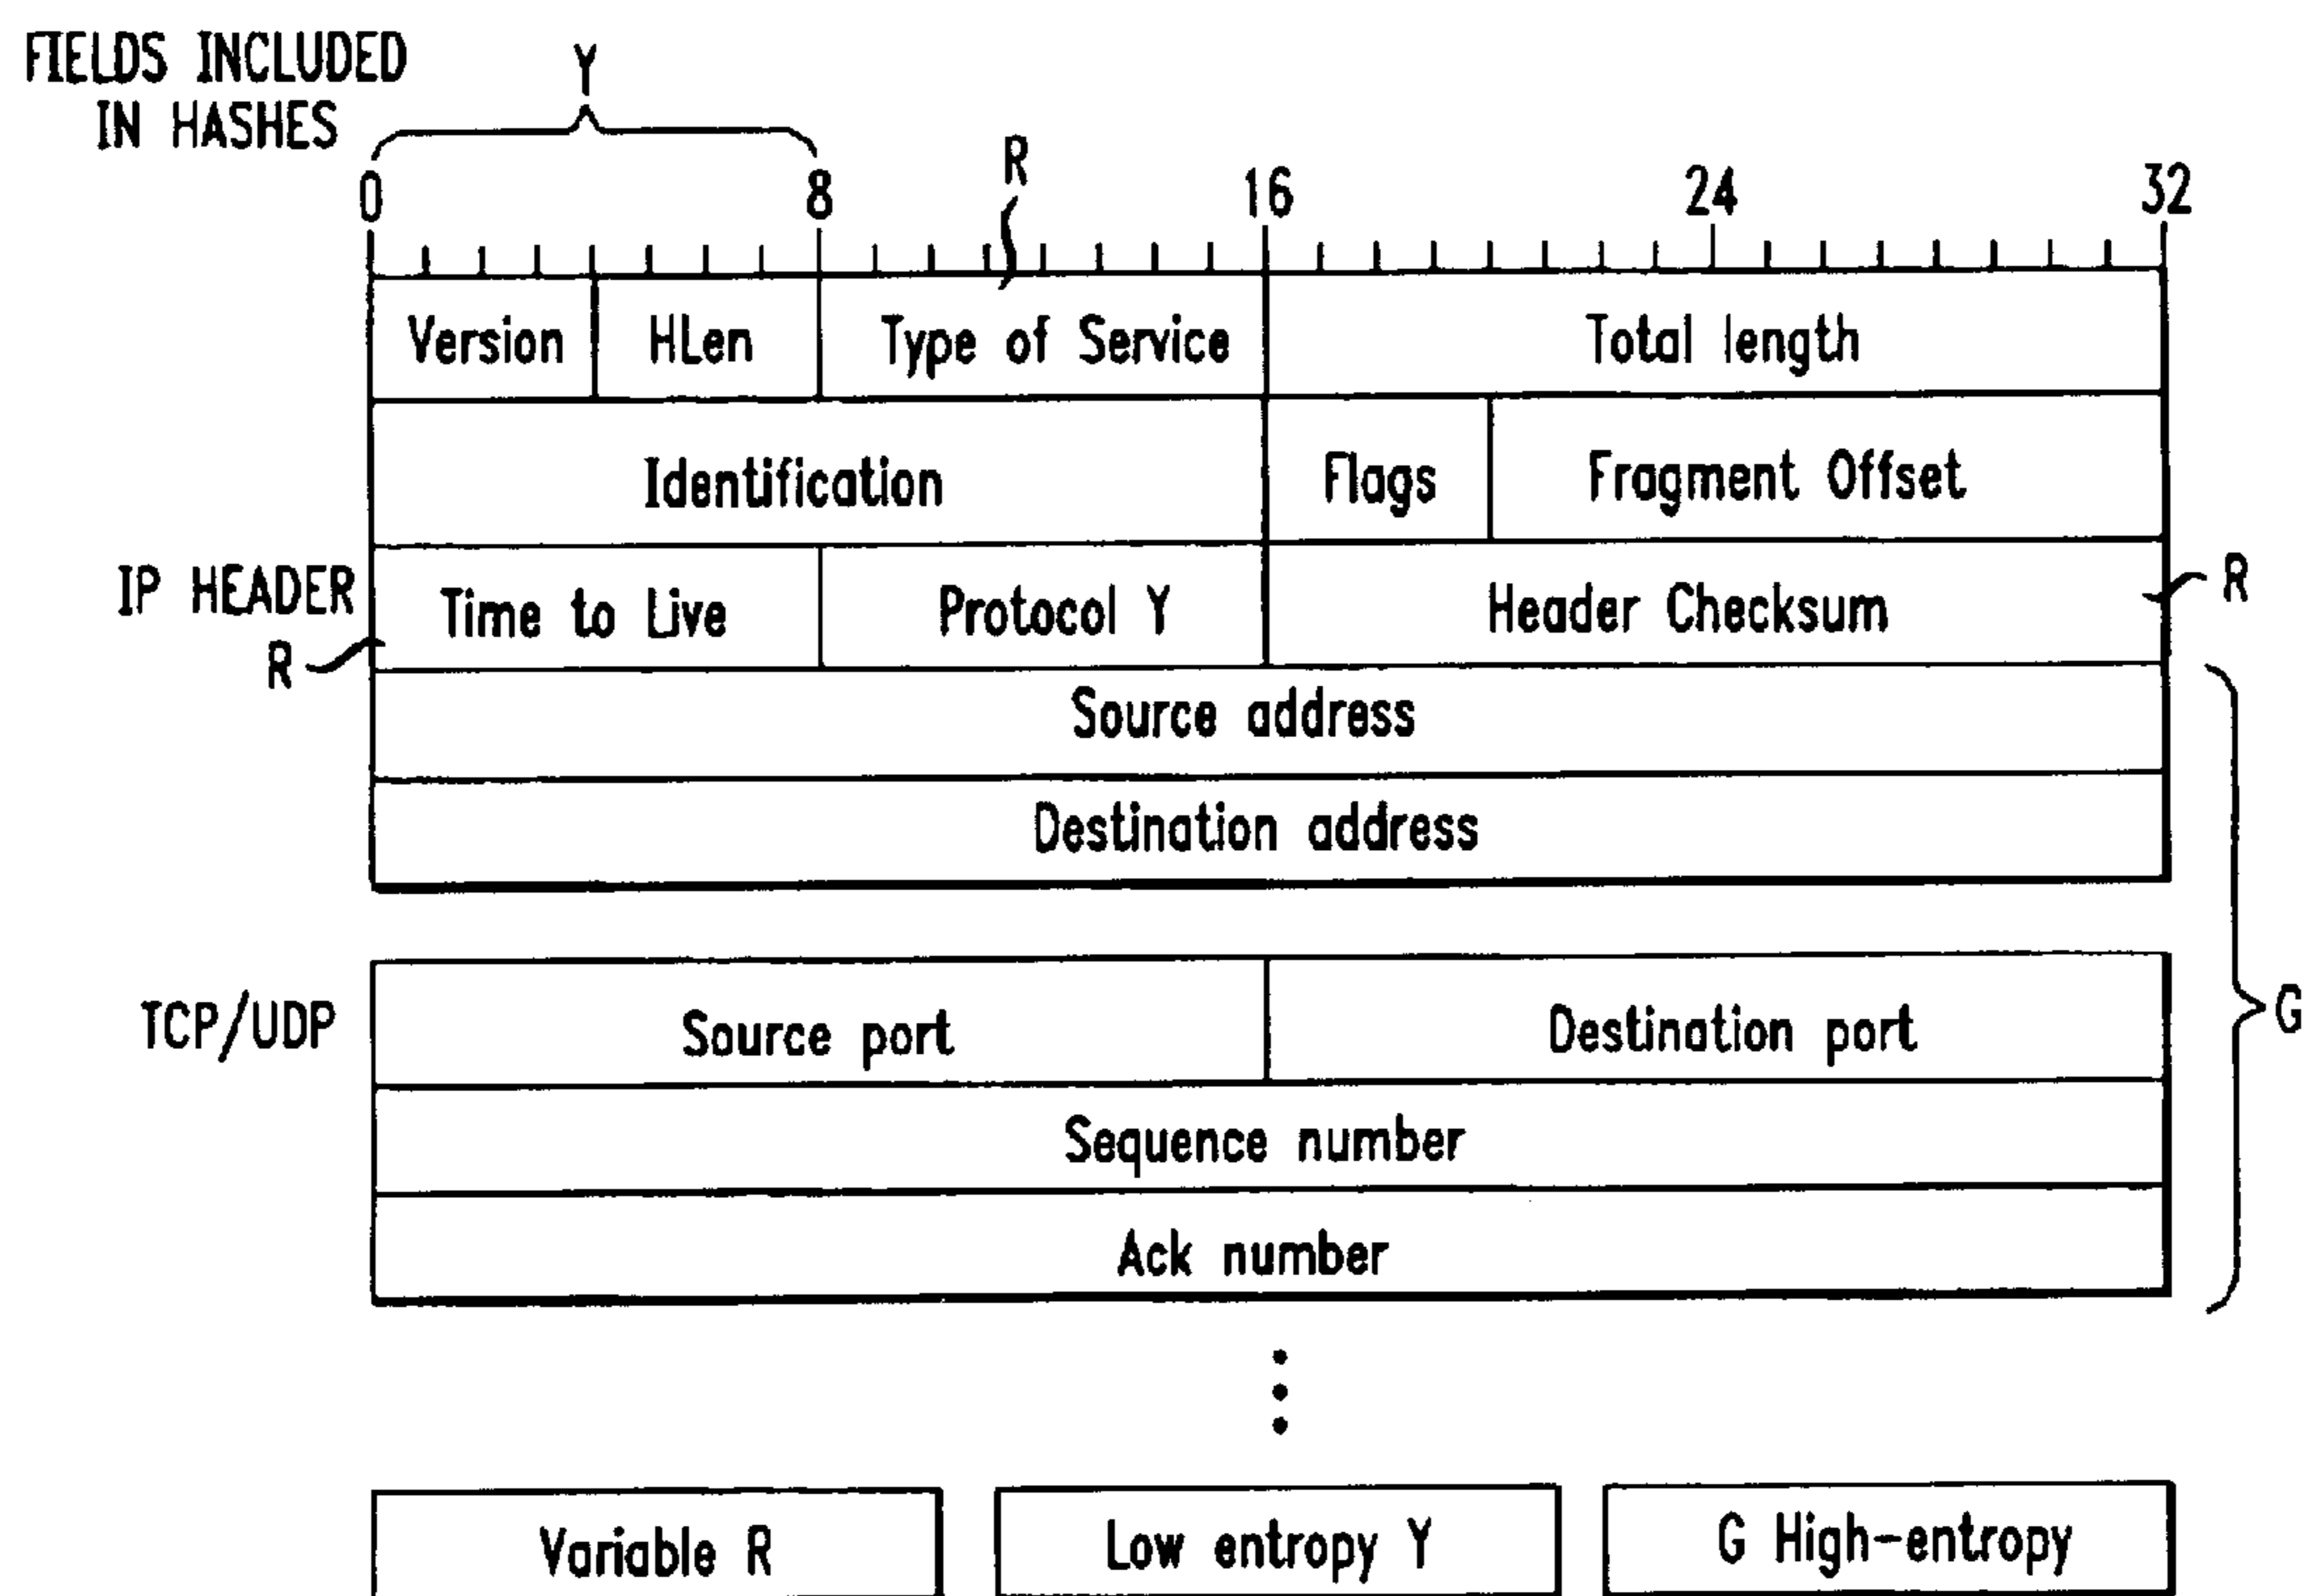 FIELDS INCLUDED
IN HASHES
Y
R
0 8 16 24 32
Version HLen Type of Service Total length
Identification Flags Fragment Offset
IP HEADER
Time to Live Protocol Y Header Checksum
R
R
Source address
Destination address
TCP/UDP
Source port Destination port
G
Sequence number
Ack number
Variable R Low entropy Y G High-entropy